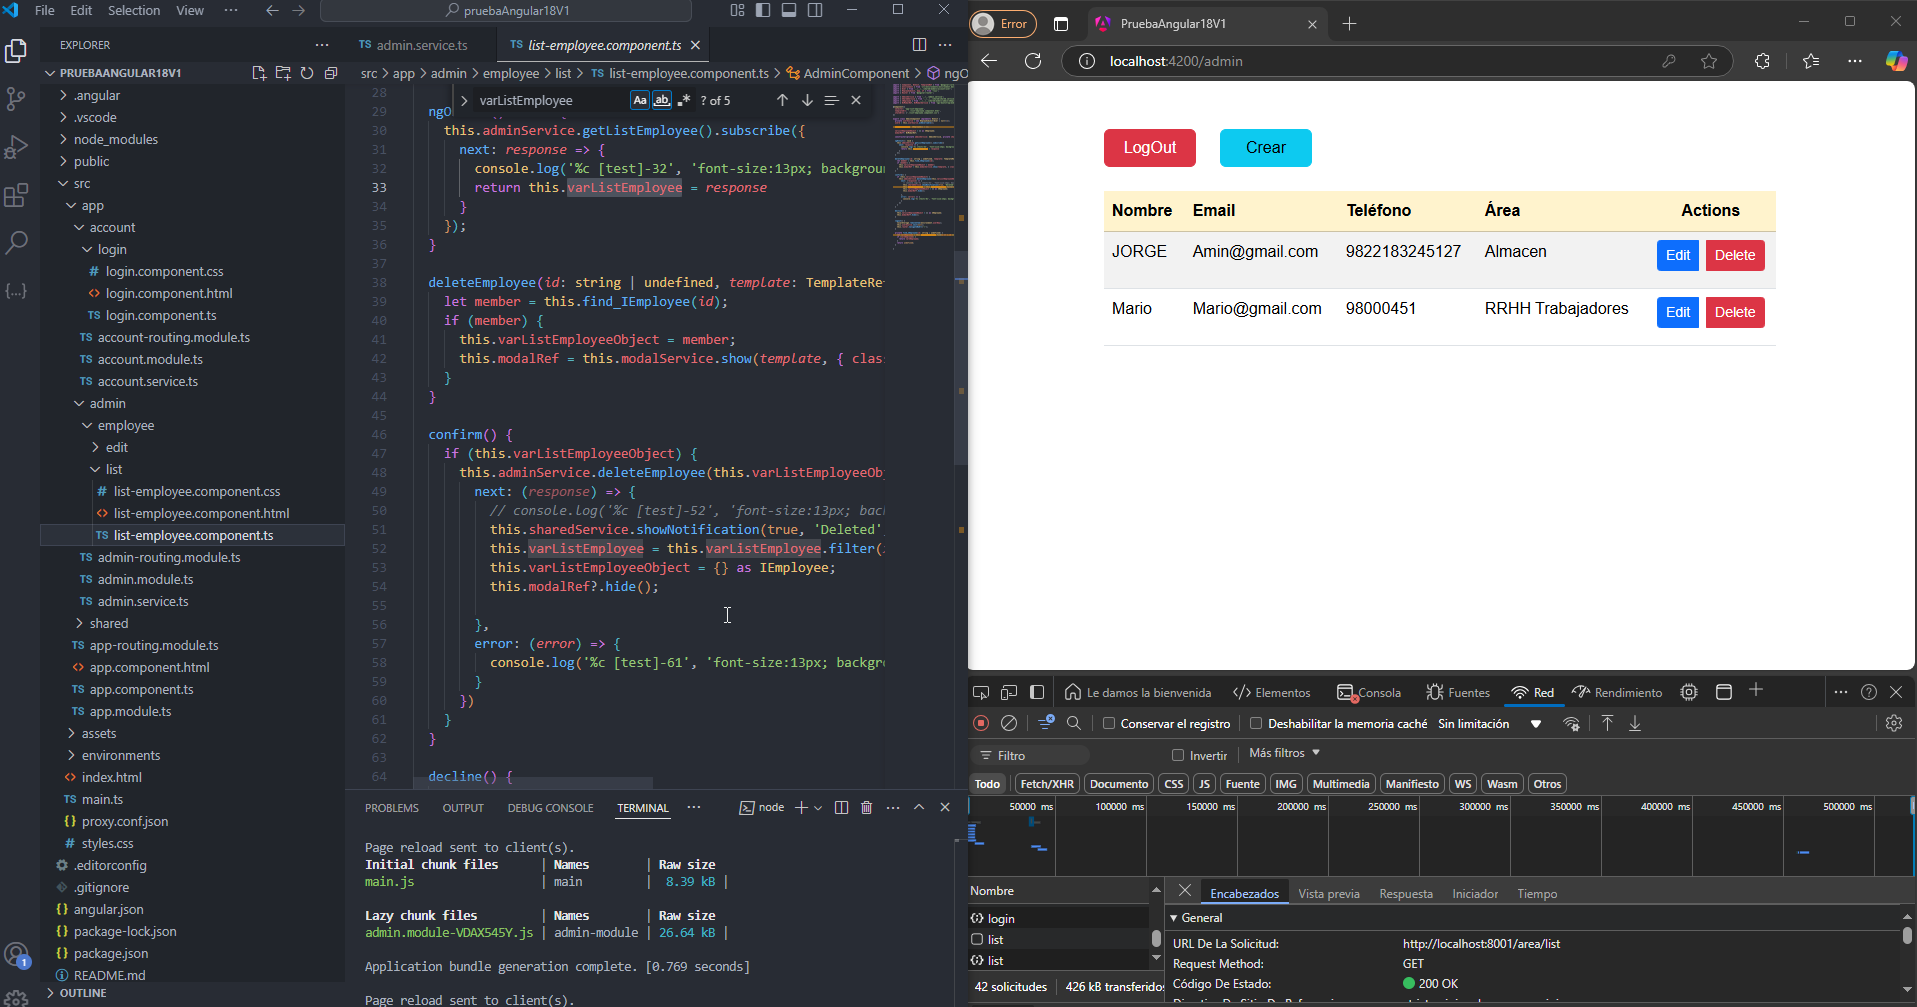 File Edit Selection View ··· pruebaAngular18V1
EXPLORER ···
PRUEBAANGULAR18V1
.angular
.vscode
node_modules
public
src
app
account
login
# login.component.css
<> login.component.html
TS login.component.ts
TS account-routing.module.ts
TS account.module.ts
TS account.service.ts
admin
employee
edit
list
# list-employee.component.css
<> list-employee.component.html
TS list-employee.component.ts
TS admin-routing.module.ts
TS admin.module.ts
TS admin.service.ts
shared
TS app-routing.module.ts
<> app.component.html
TS app.component.ts
TS app.module.ts
assets
environments
<> index.html
TS main.ts
{} proxy.conf.json
# styles.css
.editorconfig
.gitignore
{} angular.json
{} package-lock.json
{} package.json
README.md
OUTLINE
1
TS admin.service.ts
TS list-employee.component.ts
src > app > admin > employee > list > TS list-employee.component.ts > AdminComponent > ngO
varListEmployee Aa ab ? of 5
28
29 ngO
30 this.adminService.getListEmployee().subscribe({
31 next: response => {
32 console.log('%c [test]-32', 'font-size:13px; backgroun
33 return this.varListEmployee = response
34 }
35 });
36 }
37
38 deleteEmployee(id: string | undefined, template: TemplateRe
39 let member = this.find_IEmployee(id);
40 if (member) {
41 this.varListEmployeeObject = member;
42 this.modalRef = this.modalService.show(template, { clas
43 }
44 }
45
46 confirm() {
47 if (this.varListEmployeeObject) {
48 this.adminService.deleteEmployee(this.varListEmployeeObj
49 next: (response) => {
50 // console.log('%c [test]-52', 'font-size:13px; bac
51 this.sharedService.showNotification(true, 'Deleted'
52 this.varListEmployee = this.varListEmployee.filter(
53 this.varListEmployeeObject = {} as IEmployee;
54 this.modalRef?.hide();
55
56 },
57 error: (error) => {
58 console.log('%c [test]-61', 'font-size:13px; backgro
59 }
60 })
61 }
62 }
63
64 decline() {
PROBLEMS OUTPUT DEBUG CONSOLE TERMINAL ··· node
Page reload sent to client(s).
Initial chunk files | Names | Raw size
main.js | main | 8.39 kB |
Lazy chunk files | Names | Raw size
admin.module-VDAX545Y.js | admin-module | 26.64 kB |
Application bundle generation complete. [0.769 seconds]
Page reload sent to client(s).
Error PruebaAngular18V1
localhost:4200/admin
LogOut Crear
Nombre Email Teléfono Área Actions
JORGE Amin@gmail.com 9822183245127 Almacen Edit Delete
Mario Mario@gmail.com 98000451 RRHH Trabajadores Edit Delete
Le damos la bienvenida </> Elementos Consola Fuentes Red Rendimiento
Conservar el registro Deshabilitar la memoria caché Sin limitación
Filtro Invertir Más filtros
Todo Fetch/XHR Documento CSS JS Fuente IMG Multimedia Manifiesto WS Wasm Otros
50000 ms 100000 ms 150000 ms 200000 ms 250000 ms 300000 ms 350000 ms 400000 ms 450000 ms 500000 ms
Nombre
login
list
list
42 solicitudes 426 kB transferidos
Encabezados Vista previa Respuesta Iniciador Tiempo
General
URL De La Solicitud: http://localhost:8001/area/list
Request Method: GET
Código De Estado: 200 OK